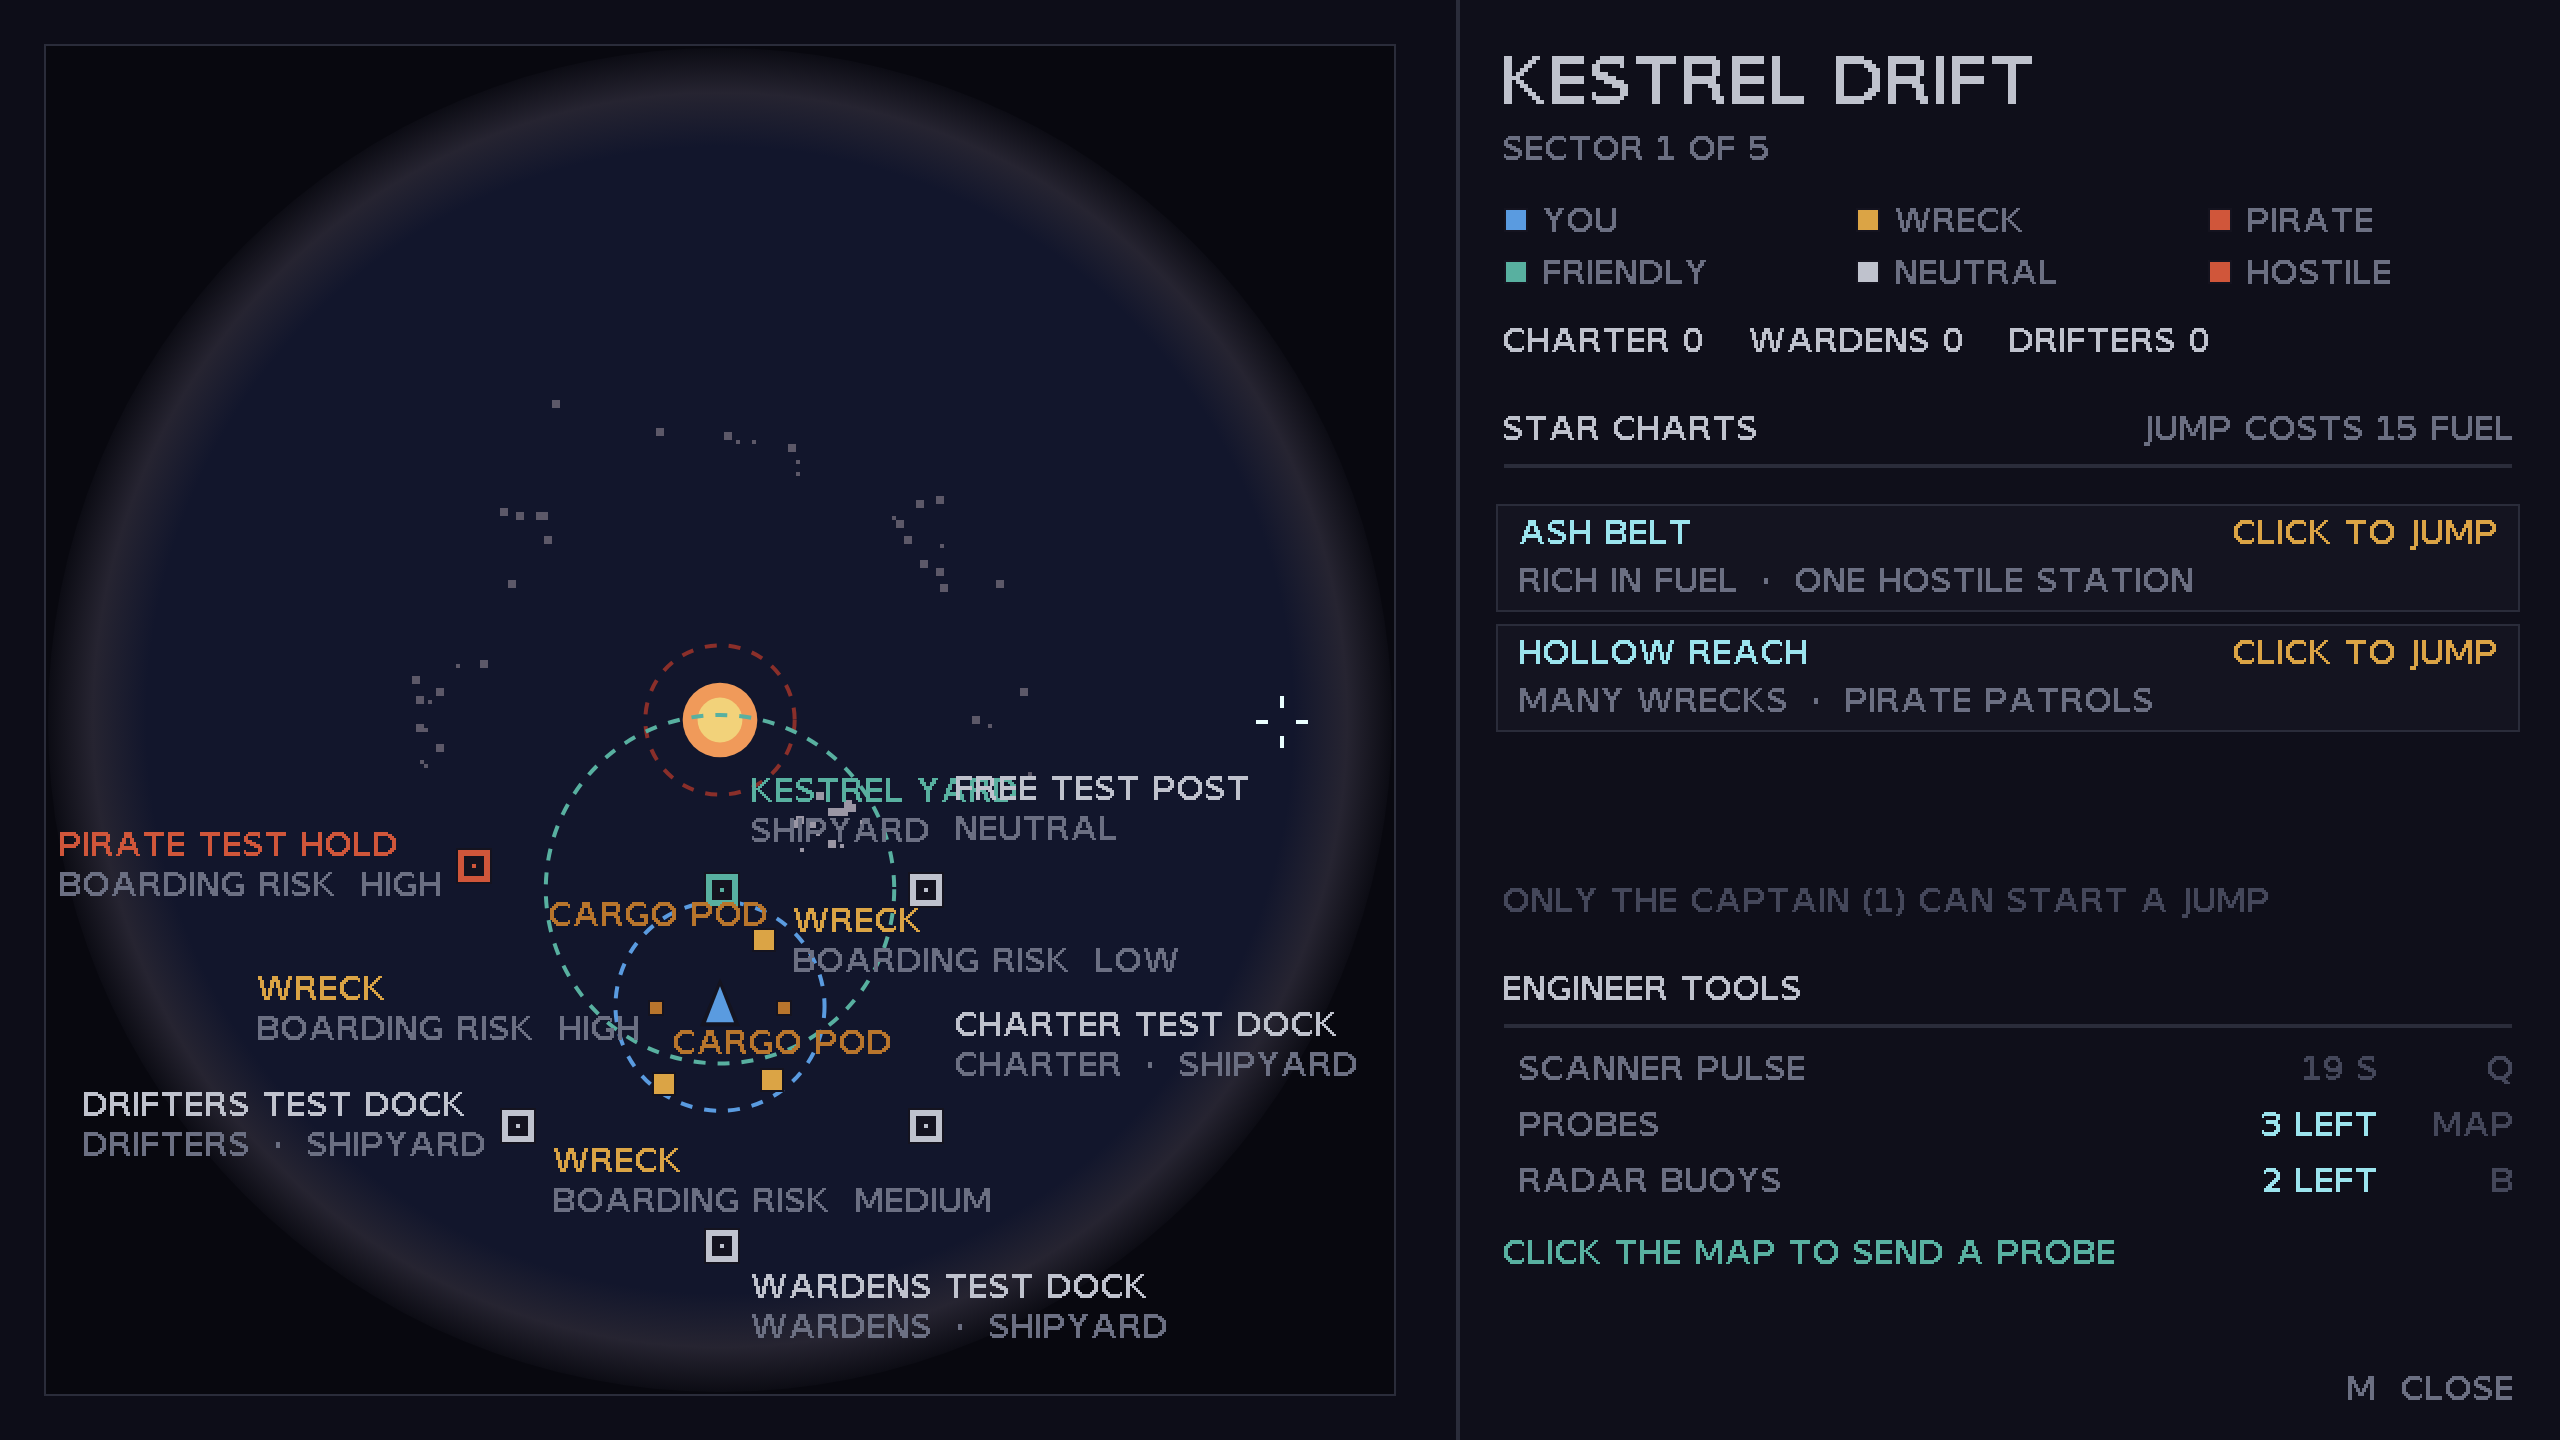 KESTREL DRIFT
SECTOR 1 OF 5
YOU
WRECK
PIRATE
FRIENDLY
NEUTRAL
HOSTILE
CHARTER 0 WARDENS 0 DRIFTERS 0
STAR CHARTS
JUMP COSTS 15 FUEL
ASH BELT
CLICK TO JUMP
RICH IN FUEL · ONE HOSTILE STATION
HOLLOW REACH
CLICK TO JUMP
MANY WRECKS · PIRATE PATROLS
ONLY THE CAPTAIN (1) CAN START A JUMP
ENGINEER TOOLS
SCANNER PULSE 19 S Q
PROBES 3 LEFT MAP
RADAR BUOYS 2 LEFT B
CLICK THE MAP TO SEND A PROBE
M CLOSE
KESTREL YARD
SHIPYARD
FREE TEST POST
NEUTRAL
PIRATE TEST HOLD
BOARDING RISK HIGH
CARGO POD
WRECK
BOARDING RISK LOW
WRECK
BOARDING RISK HIGH
CARGO POD
CHARTER TEST DOCK
CHARTER · SHIPYARD
DRIFTERS TEST DOCK
DRIFTERS · SHIPYARD
WRECK
BOARDING RISK MEDIUM
WARDENS TEST DOCK
WARDENS · SHIPYARD